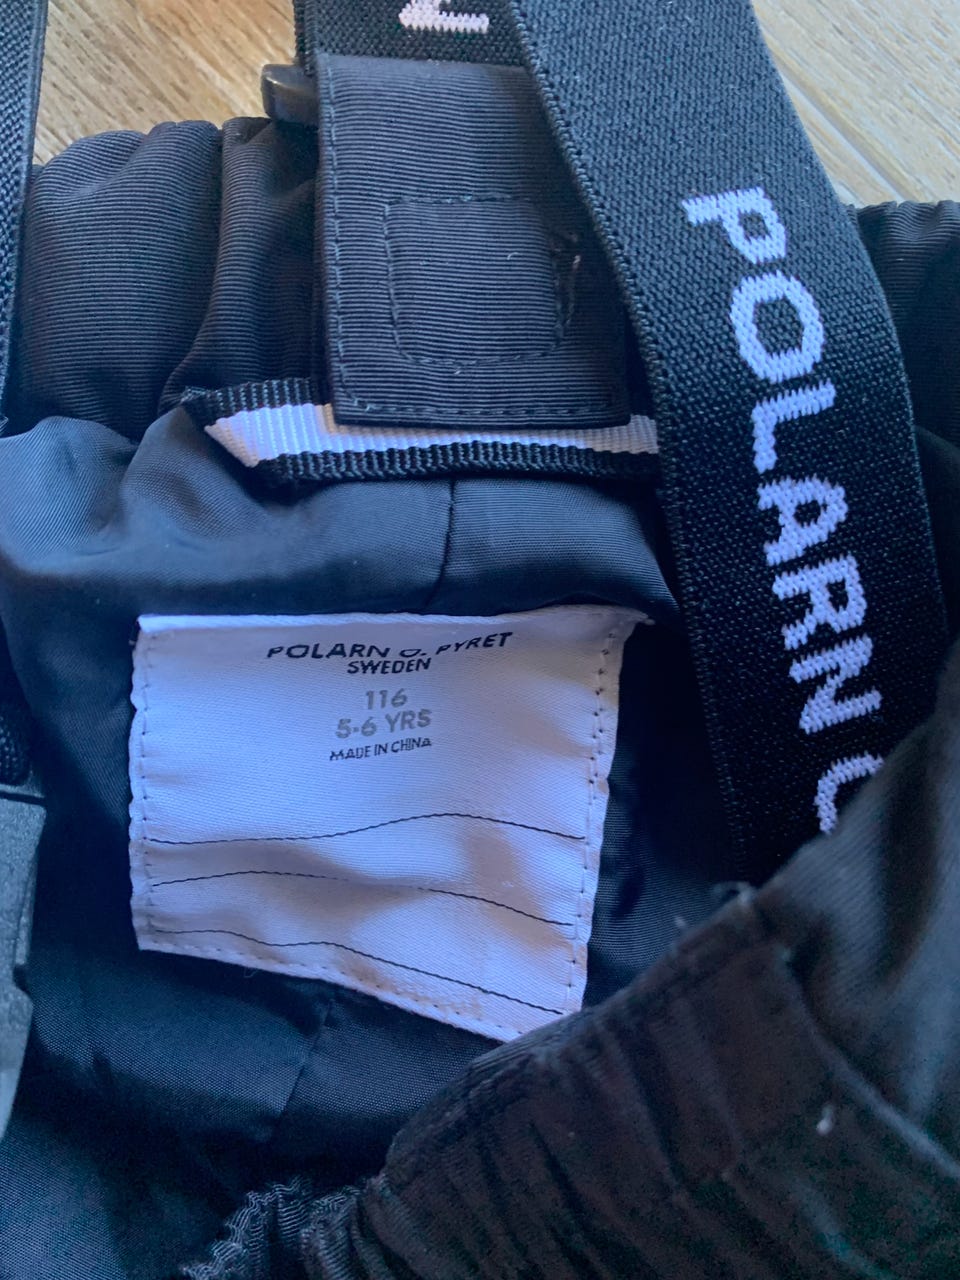 N
POLARN O
POLARN O. PYRET
SWEDEN
116
5-6 YRS
MADE IN CHINA